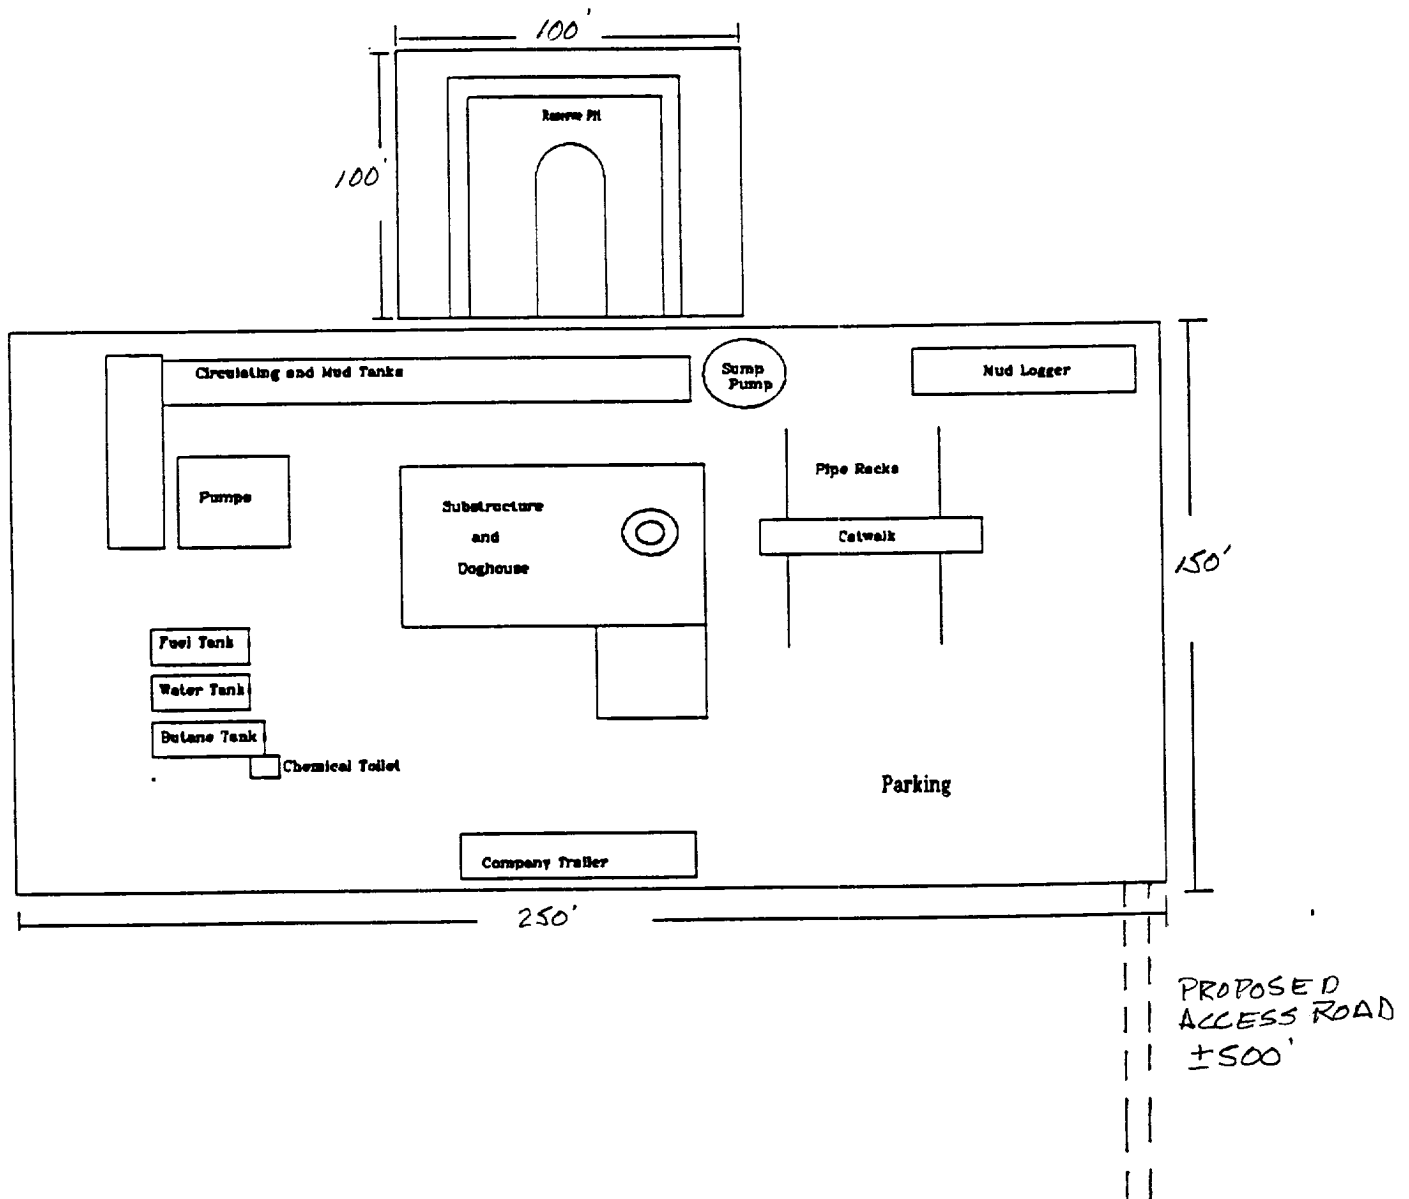 100'
Reserve Pit
100'
Circulating and Mud Tanks
Sump
Pump
Mud Logger
Pipe Racks
Pumps
Substructure
and
Doghouse
Catwalk
150'
Fuel Tank
Water Tank
Butane Tank
Chemical Toilet
Parking
Company Trailer
250'
PROPOSED
ACCESS ROAD
±500'